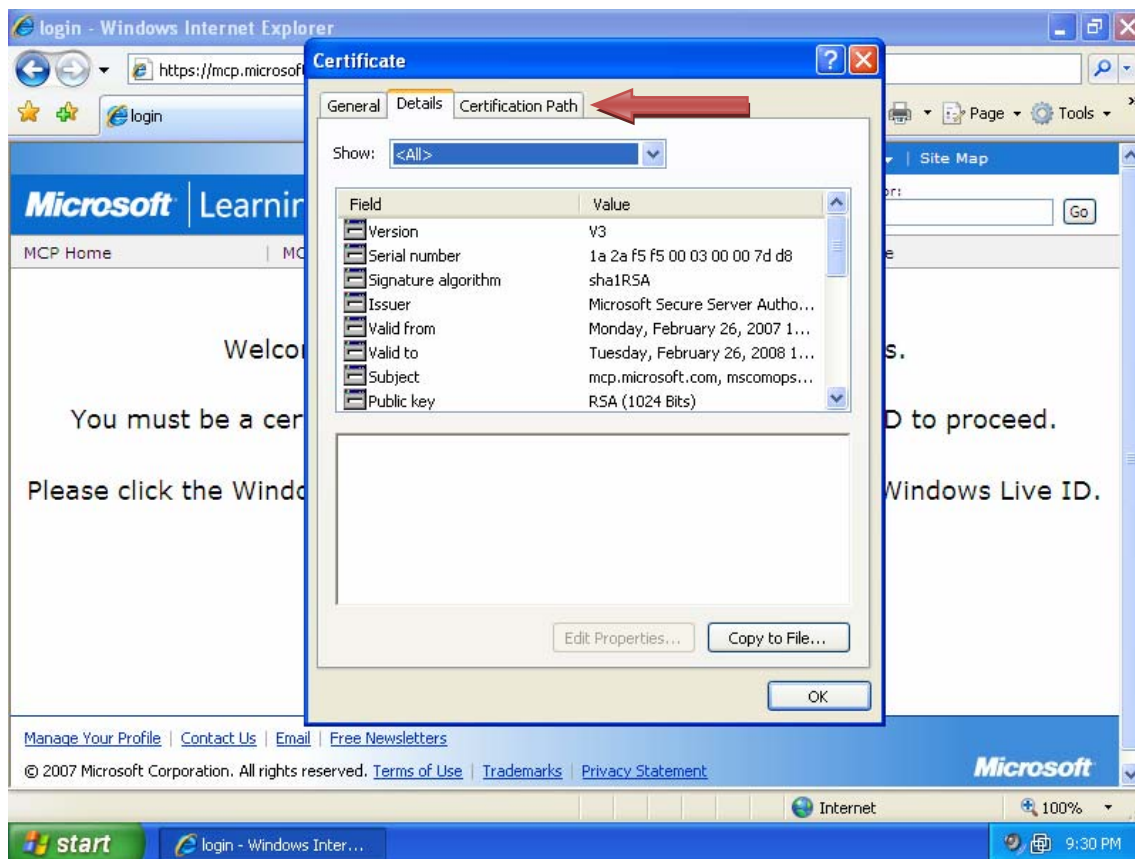 login - Windows Internet Explorer
https://mcp.microsoft
login
Page
Tools
Site Map
Microsoft Learnin
Go
MCP Home | MC
Welco s.
You must be a cer D to proceed.
Please click the Windo Windows Live ID.
Certificate
General Details Certification Path
Show: <All>
Field Value
Version V3
Serial number 1a 2a f5 f5 00 03 00 00 7d d8
Signature algorithm sha1RSA
Issuer Microsoft Secure Server Autho...
Valid from Monday, February 26, 2007 1...
Valid to Tuesday, February 26, 2008 1...
Subject mcp.microsoft.com, mscomops...
Public key RSA (1024 Bits)
Edit Properties... Copy to File...
OK
Manage Your Profile | Contact Us | Email | Free Newsletters
© 2007 Microsoft Corporation. All rights reserved. Terms of Use | Trademarks | Privacy Statement
Microsoft
Internet 100%
start login - Windows Inter... 9:30 PM